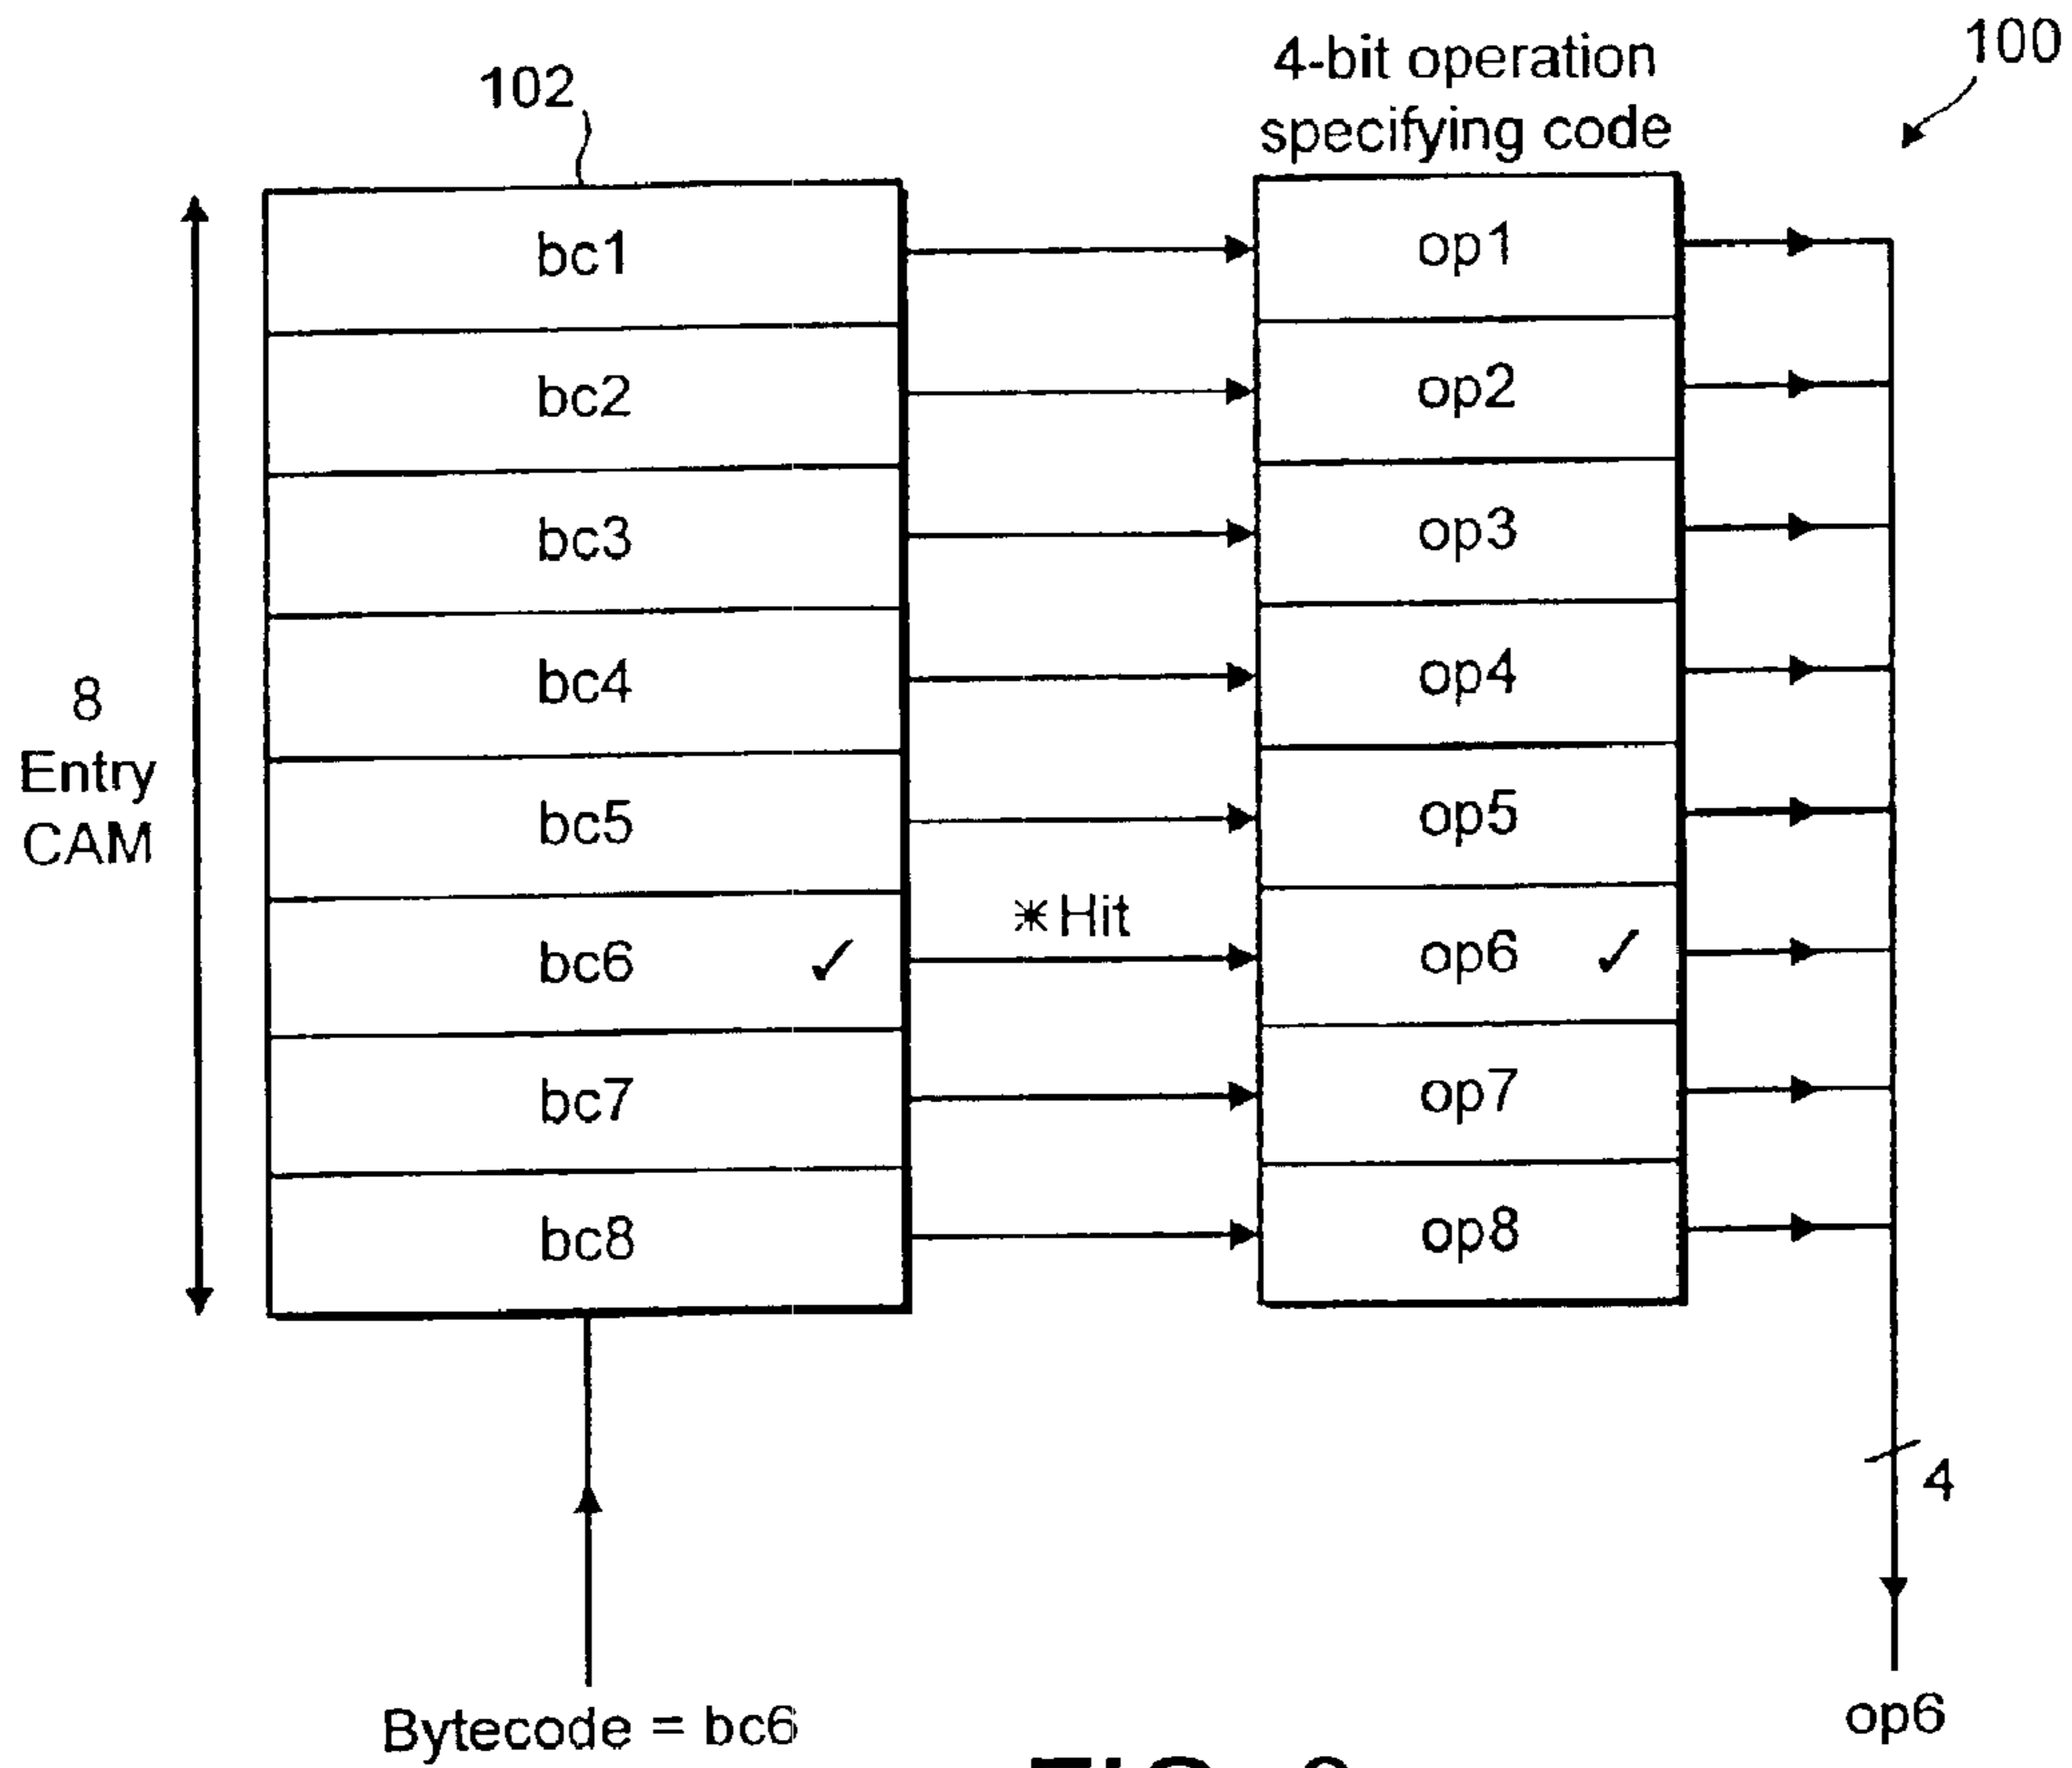 100
4-bit operation
specifying code
102
bc1
op1
bc2
op2
bc3
op3
bc4
op4
8
Entry
CAM
bc5
op5
Hit
bc6 ✓
op6 ✓
bc7
op7
bc8
op8
4
Bytecode = bc6
op6